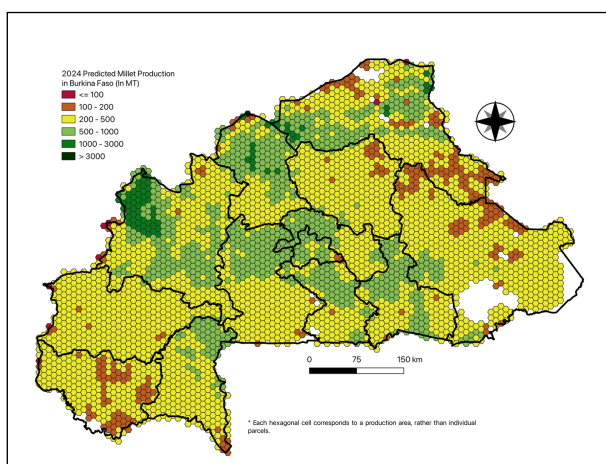 2024 Predicted Millet Production
in Burkina Faso (In MT)
<= 100
100 - 200
200 - 500
500 - 1000
1000 - 3000
> 3000
0 75 150 km
* Each hexagonal cell corresponds to a production area, rather than individual
parcels.